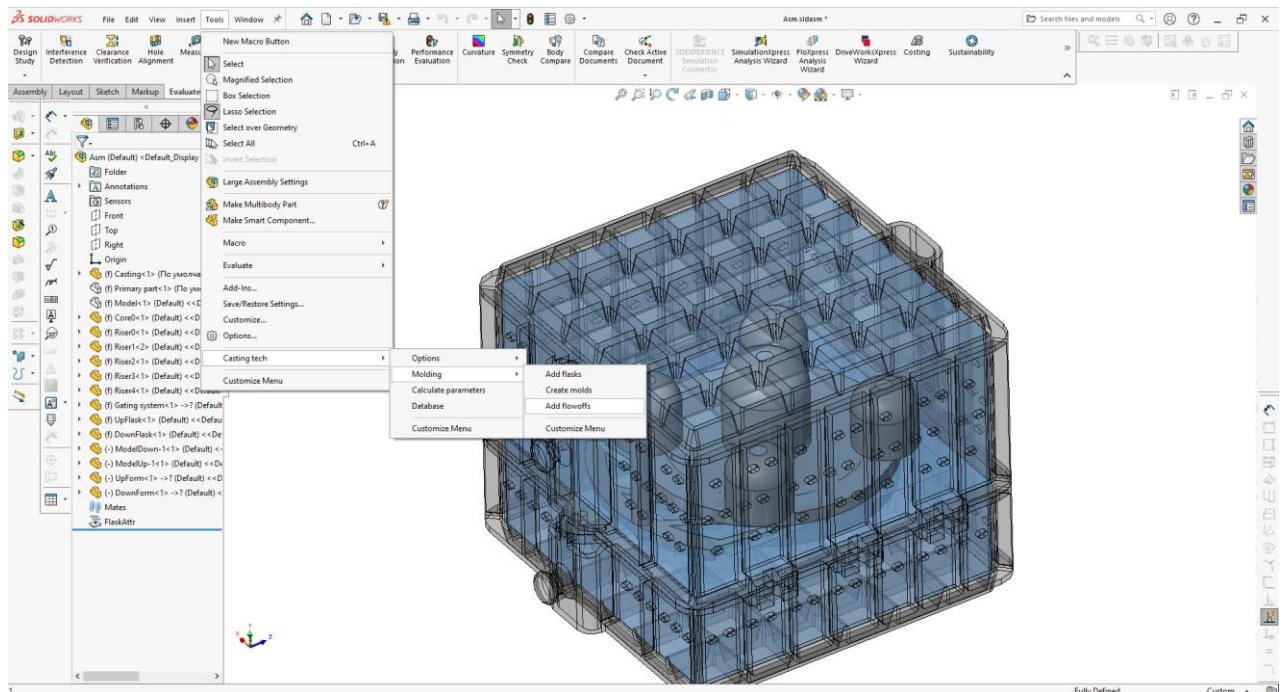 SOLIDWORKS File Edit View Insert Tools Window
Asm.sldasm *
Search files and models
Design Study
Interference Detection
Clearance Verification
Hole Alignment
Measu
Performance Evaluation
Curvature
Symmetry Check
Body Compare
Compare Documents
Check Active Document
3DEXPERIENCE Simulation Connector
SimulationXpress Analysis Wizard
FloXpress Analysis Wizard
DriveWorksXpress Wizard
Costing
Sustainability
Assembly Layout Sketch Markup Evaluate
New Macro Button
Select
Magnified Selection
Box Selection
Lasso Selection
Select over Geometry
Select All Ctrl+A
Invert Selection
Large Assembly Settings
Make Multibody Part
Make Smart Component...
Macro
Evaluate
Add-Ins...
Save/Restore Settings...
Customize...
Options...
Casting tech
Customize Menu
Options
Molding
Calculate parameters
Database
Customize Menu
Add flasks
Create molds
Add flowoffs
Customize Menu
Asm (Default) <Default_Display
Folder
Annotations
Sensors
Front
Top
Right
Origin
(f) Casting<1> (По умолча
(f) Primary part<1> (По ум
(f) Model<1> (Default) <<D
(f) Core0<1> (Default) <<D
(f) Riser0<1> (Default) <<D
(f) Riser1<2> (Default) <<D
(f) Riser2<1> (Default) <<D
(f) Riser3<1> (Default) <<D
(f) Riser4<1> (Default) <<Default
(f) Gating system<1> ->? (Default
(f) UpFlask<1> (Default) <<Defau
(f) DownFlask<1> (Default) <<De
(-) ModelDown-1<1> (Default) <
(-) ModelUp-1<1> (Default) <<De
(-) UpForm<1> ->? (Default) <<D
(-) DownForm<1> ->? (Default) <
Mates
FlaskAttr
Fully Defined Custom